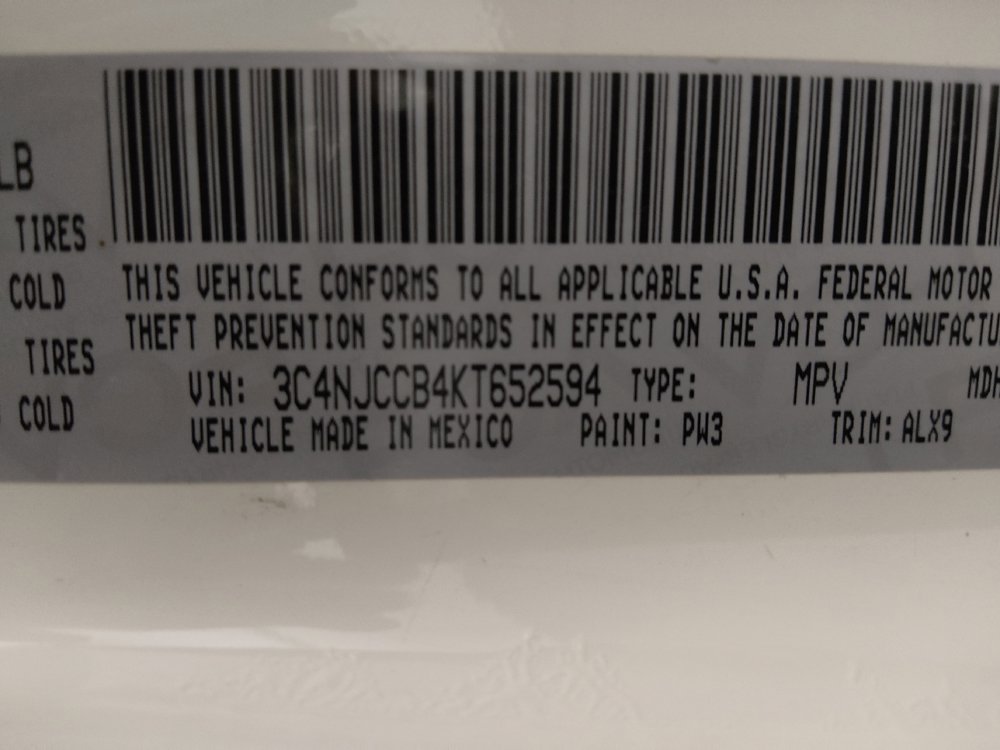 LB
TIRES
COLD
TIRES
COLD
THIS VEHICLE CONFORMS TO ALL APPLICABLE U.S.A. FEDERAL MOTOR
THEFT PREVENTION STANDARDS IN EFFECT ON THE DATE OF MANUFACTU
VIN: 3C4NJCCB4KT652594 TYPE: MPV MDH
VEHICLE MADE IN MEXICO PAINT: PW3 TRIM: ALX9